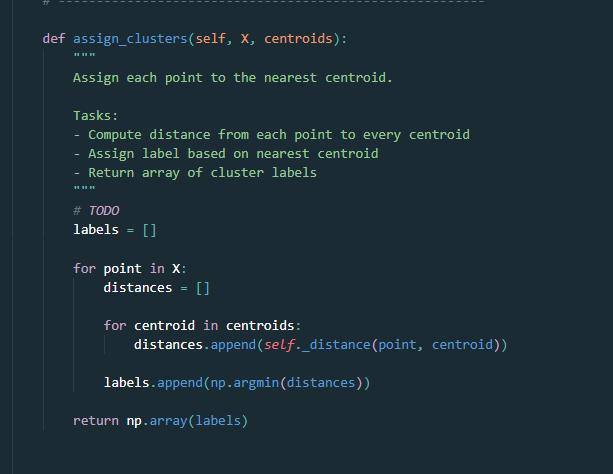 # --------------------------------------------------------
def assign_clusters(self, X, centroids):
"""
Assign each point to the nearest centroid.
Tasks:
- Compute distance from each point to every centroid
- Assign label based on nearest centroid
- Return array of cluster labels
"""
# TODO
labels = []
for point in X:
distances = []
for centroid in centroids:
distances.append(self._distance(point, centroid))
labels.append(np.argmin(distances))
return np.array(labels)